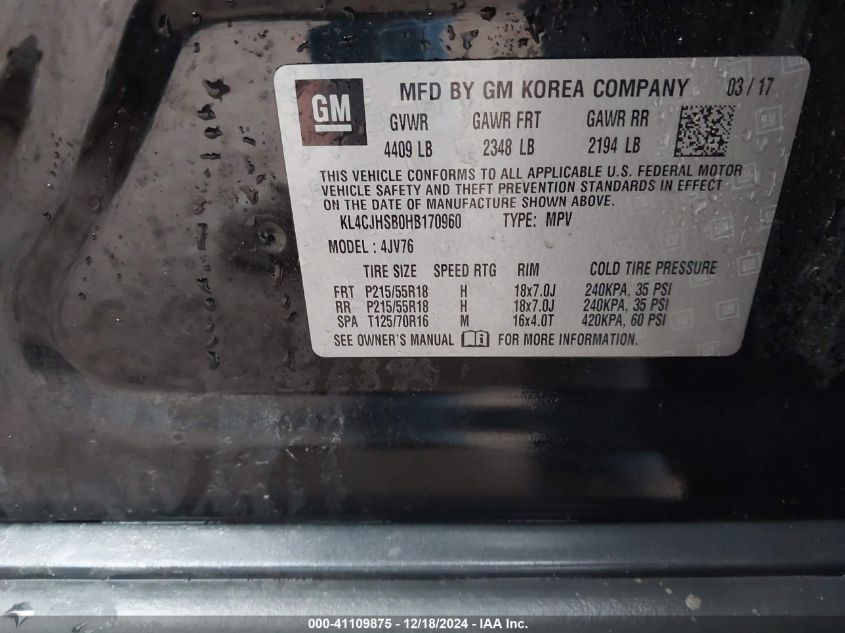 GM
MFD BY GM KOREA COMPANY 03 / 17
GVWR GAWR FRT GAWR RR
4409 LB 2348 LB 2194 LB
THIS VEHICLE CONFORMS TO ALL APPLICABLE U.S. FEDERAL MOTOR
VEHICLE SAFETY AND THEFT PREVENTION STANDARDS IN EFFECT
ON THE DATE OF MANUFACTURE SHOWN ABOVE.
KL4CJHSB0HB170960 TYPE: MPV
MODEL : 4JV76
TIRE SIZE SPEED RTG RIM COLD TIRE PRESSURE
FRT P215/55R18 H 18x7.0J 240KPA, 35 PSI
RR P215/55R18 H 18x7.0J 240KPA, 35 PSI
SPA T125/70R16 M 16x4.0T 420KPA, 60 PSI
SEE OWNER'S MANUAL FOR MORE INFORMATION.
000-41109875 - 12/18/2024 - IAA Inc.